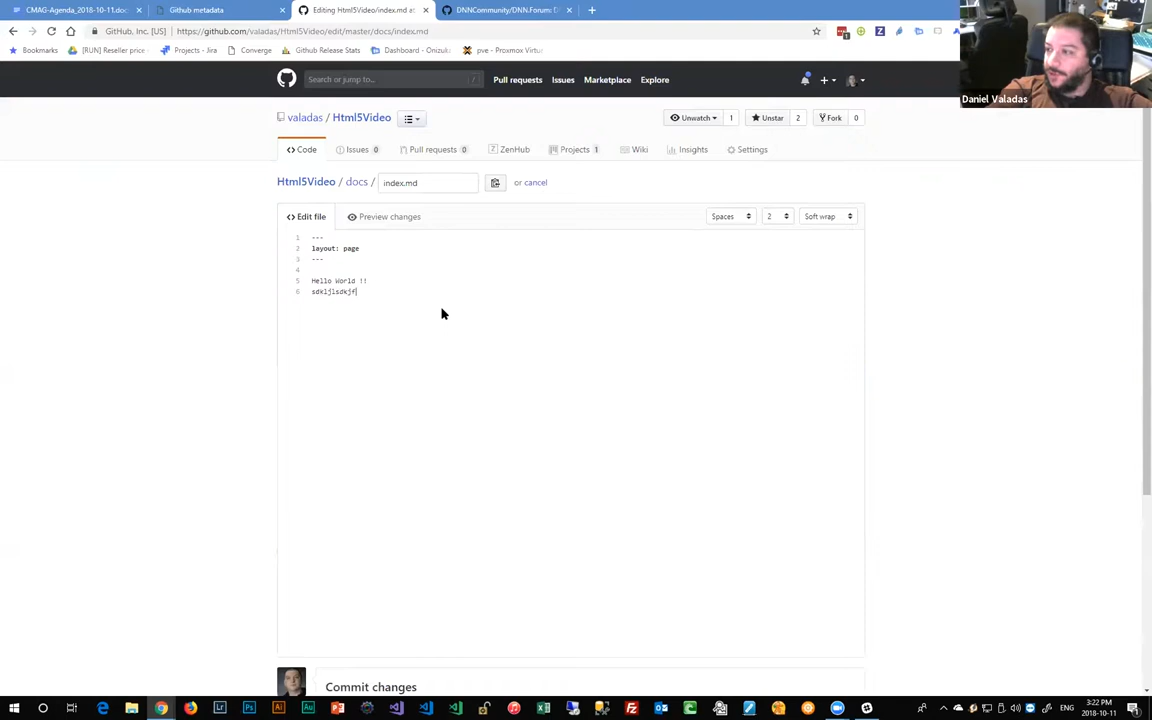 CMAG-Agenda_2018-10-11.doc
Github metadata
Editing Html5Video/index.md at
DNNCommunity/DNN.Forum: D
GitHub, Inc. [US]
https://github.com/valadas/Html5Video/edit/master/docs/index.md
Bookmarks
[RUN] Reseller price
Projects - Jira
Converge
Github Release Stats
Dashboard - Onizuk
pve - Proxmox Virtu
Daniel Valadas
Search or jump to...
/
Pull requests
Issues
Marketplace
Explore
valadas / Html5Video
Unwatch
1
Unstar
2
Fork
0
Code
Issues 0
Pull requests 0
ZenHub
Projects 1
Wiki
Insights
Settings
Html5Video / docs / index.md
or cancel
Edit file
Preview changes
Spaces
2
Soft wrap
1 ---
2 layout: page
3 ---
4
5 Hello World !!
6 sdkljlsdkjf
Commit changes
ENG
3:22 PM
2018-10-11